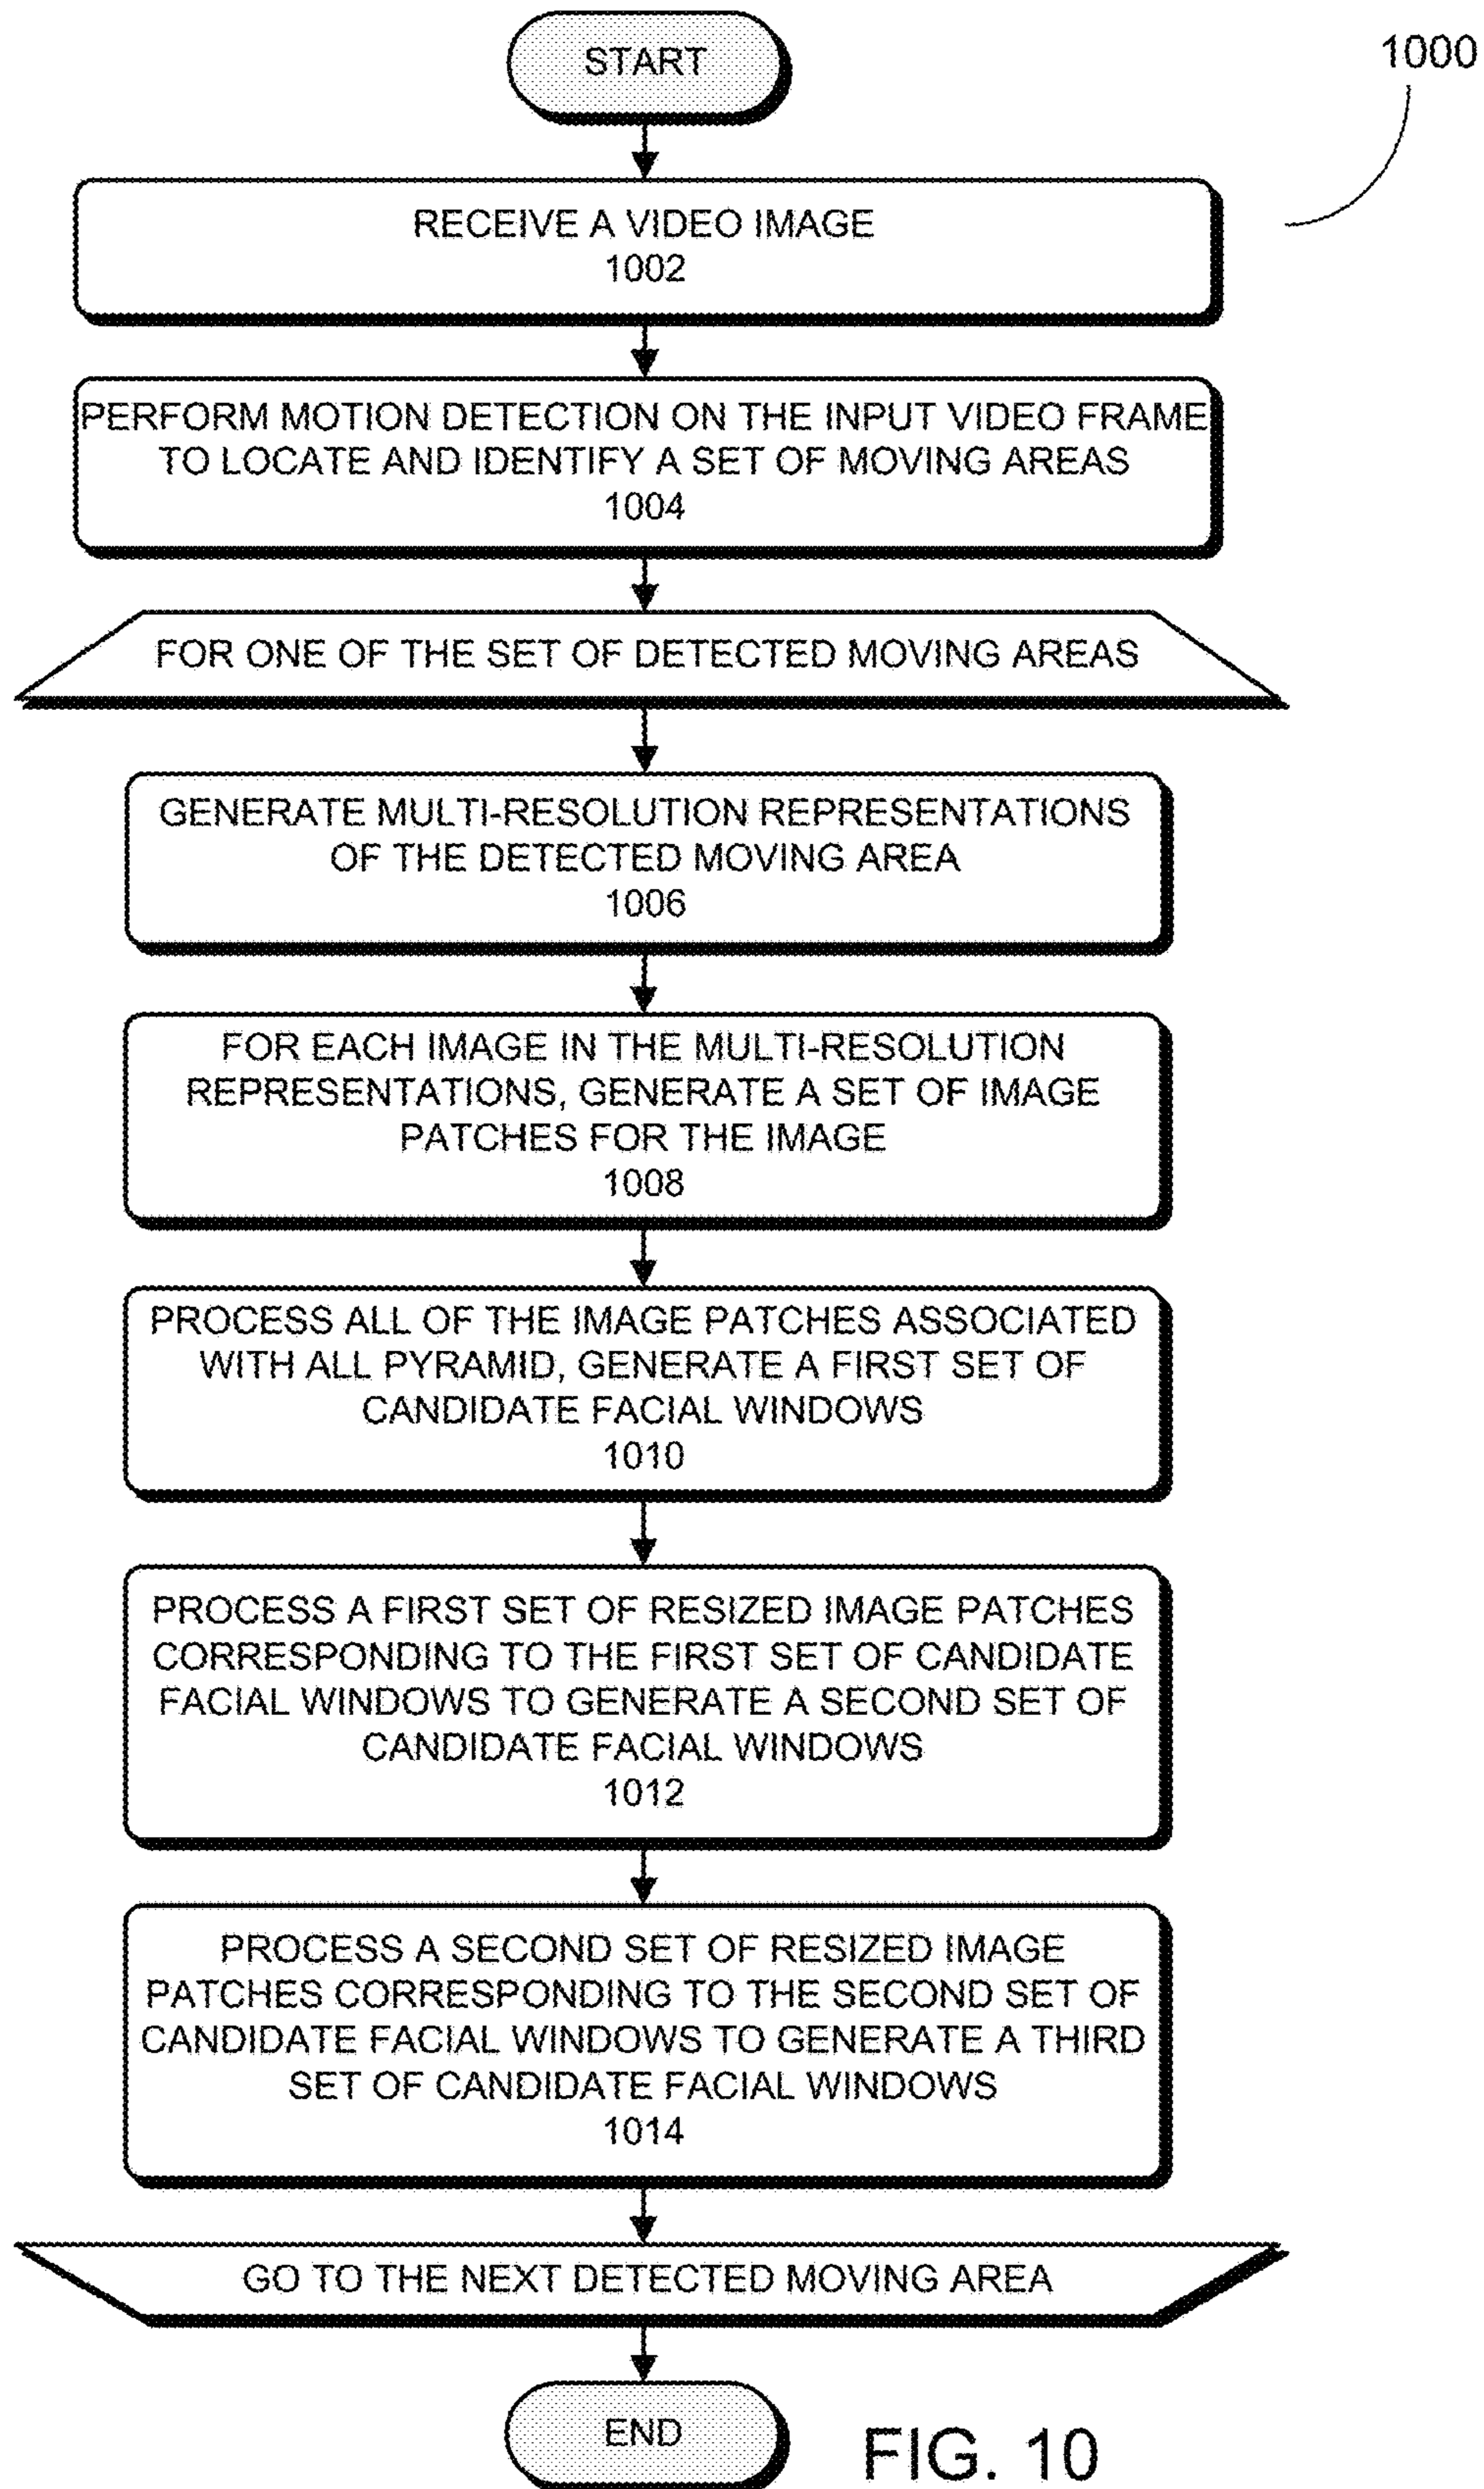 START
1000
RECEIVE A VIDEO IMAGE
1002
PERFORM MOTION DETECTION ON THE INPUT VIDEO FRAME
TO LOCATE AND IDENTIFY A SET OF MOVING AREAS
1004
FOR ONE OF THE SET OF DETECTED MOVING AREAS
GENERATE MULTI-RESOLUTION REPRESENTATIONS
OF THE DETECTED MOVING AREA
1006
FOR EACH IMAGE IN THE MULTI-RESOLUTION
REPRESENTATIONS, GENERATE A SET OF IMAGE
PATCHES FOR THE IMAGE
1008
PROCESS ALL OF THE IMAGE PATCHES ASSOCIATED
WITH ALL PYRAMID, GENERATE A FIRST SET OF
CANDIDATE FACIAL WINDOWS
1010
PROCESS A FIRST SET OF RESIZED IMAGE PATCHES
CORRESPONDING TO THE FIRST SET OF CANDIDATE
FACIAL WINDOWS TO GENERATE A SECOND SET OF
CANDIDATE FACIAL WINDOWS
1012
PROCESS A SECOND SET OF RESIZED IMAGE
PATCHES CORRESPONDING TO THE SECOND SET OF
CANDIDATE FACIAL WINDOWS TO GENERATE A THIRD
SET OF CANDIDATE FACIAL WINDOWS
1014
GO TO THE NEXT DETECTED MOVING AREA
END
FIG. 10